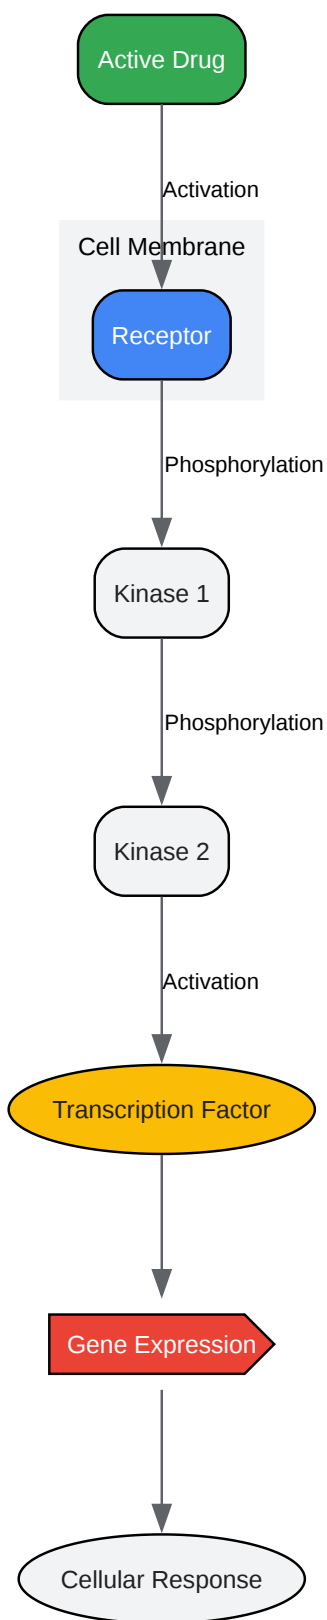 Active Drug
Activation
Cell Membrane
Receptor
Phosphorylation
Kinase 1
Phosphorylation
Kinase 2
Activation
Transcription Factor
Gene Expression
Cellular Response